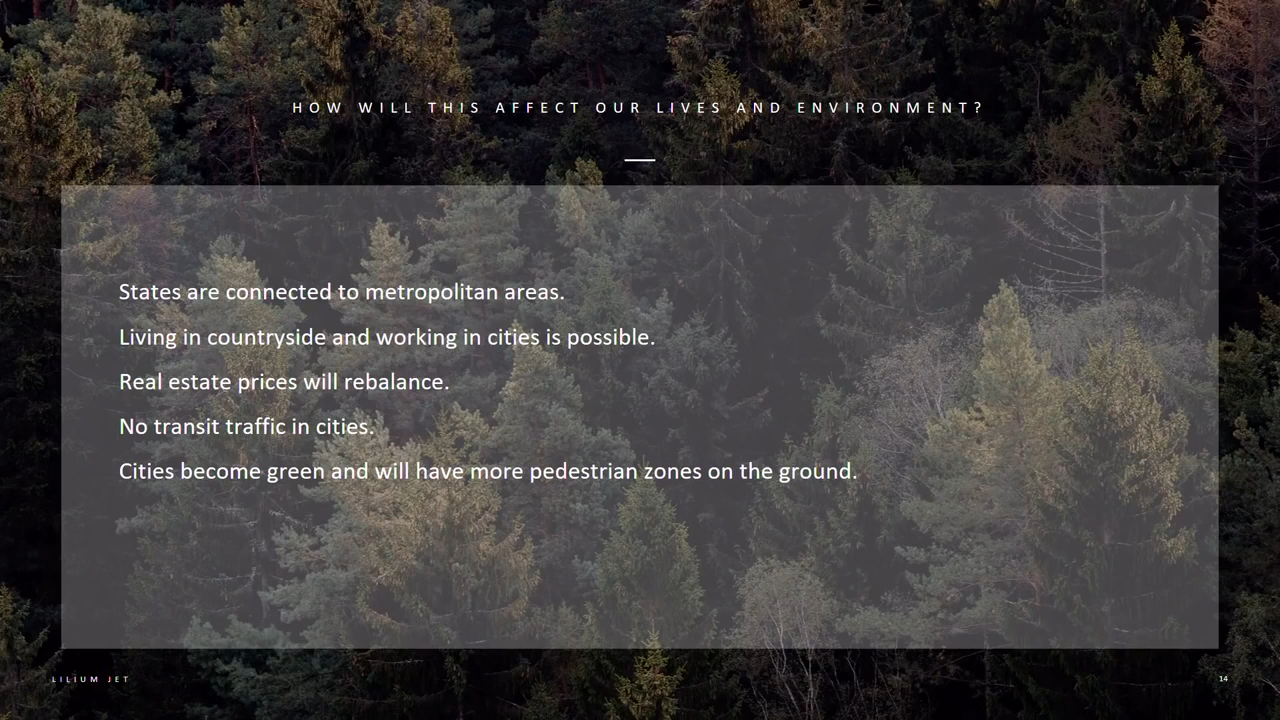 HOW WILL THIS AFFECT OUR LIVES AND ENVIRONMENT?
States are connected to metropolitan areas.
Living in countryside and working in cities is possible.
Real estate prices will rebalance.
No transit traffic in cities.
Cities become green and will have more pedestrian zones on the ground.
LILIUM JET
14